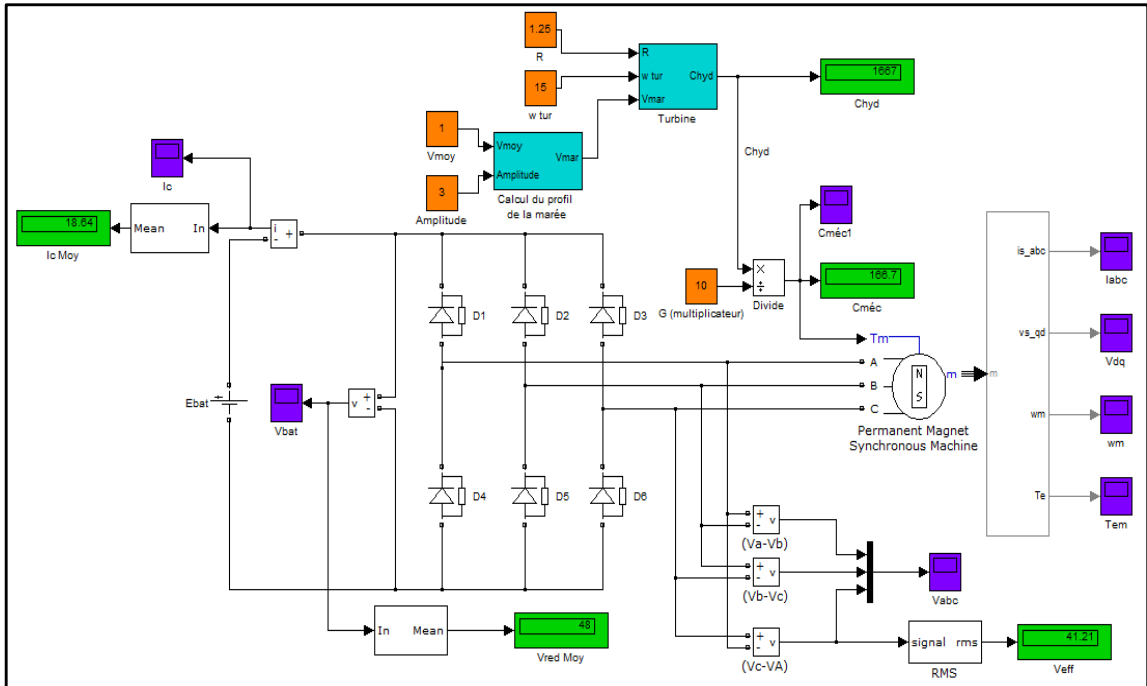 1.25
R
15
w tur
R
w tur
Vmar
Chyd
Turbine
1667
Chyd
1
Vmoy
3
Amplitude
Vmoy
Amplitude
Vmar
Calcul du profil
de la marée
Chyd
Ic
18.64
Ic Moy
Mean
In
i
+
-
Cméc1
10
G (multiplicateur)
×
÷
Divide
166.7
Cméc
is_abc
Iabc
D1
D2
D3
Tm
A
B
C
N
S
m
m
Permanent Magnet
Synchronous Machine
vs_qd
Vdq
wm
wm
Te
Tem
Ebat
+
Vbat
v
+
-
D4
D5
D6
+
-
v
(Va-Vb)
+
-
v
(Vb-Vc)
+
-
v
(Vc-VA)
Vabc
In
Mean
48
Vred Moy
signal
rms
RMS
41.21
Veff